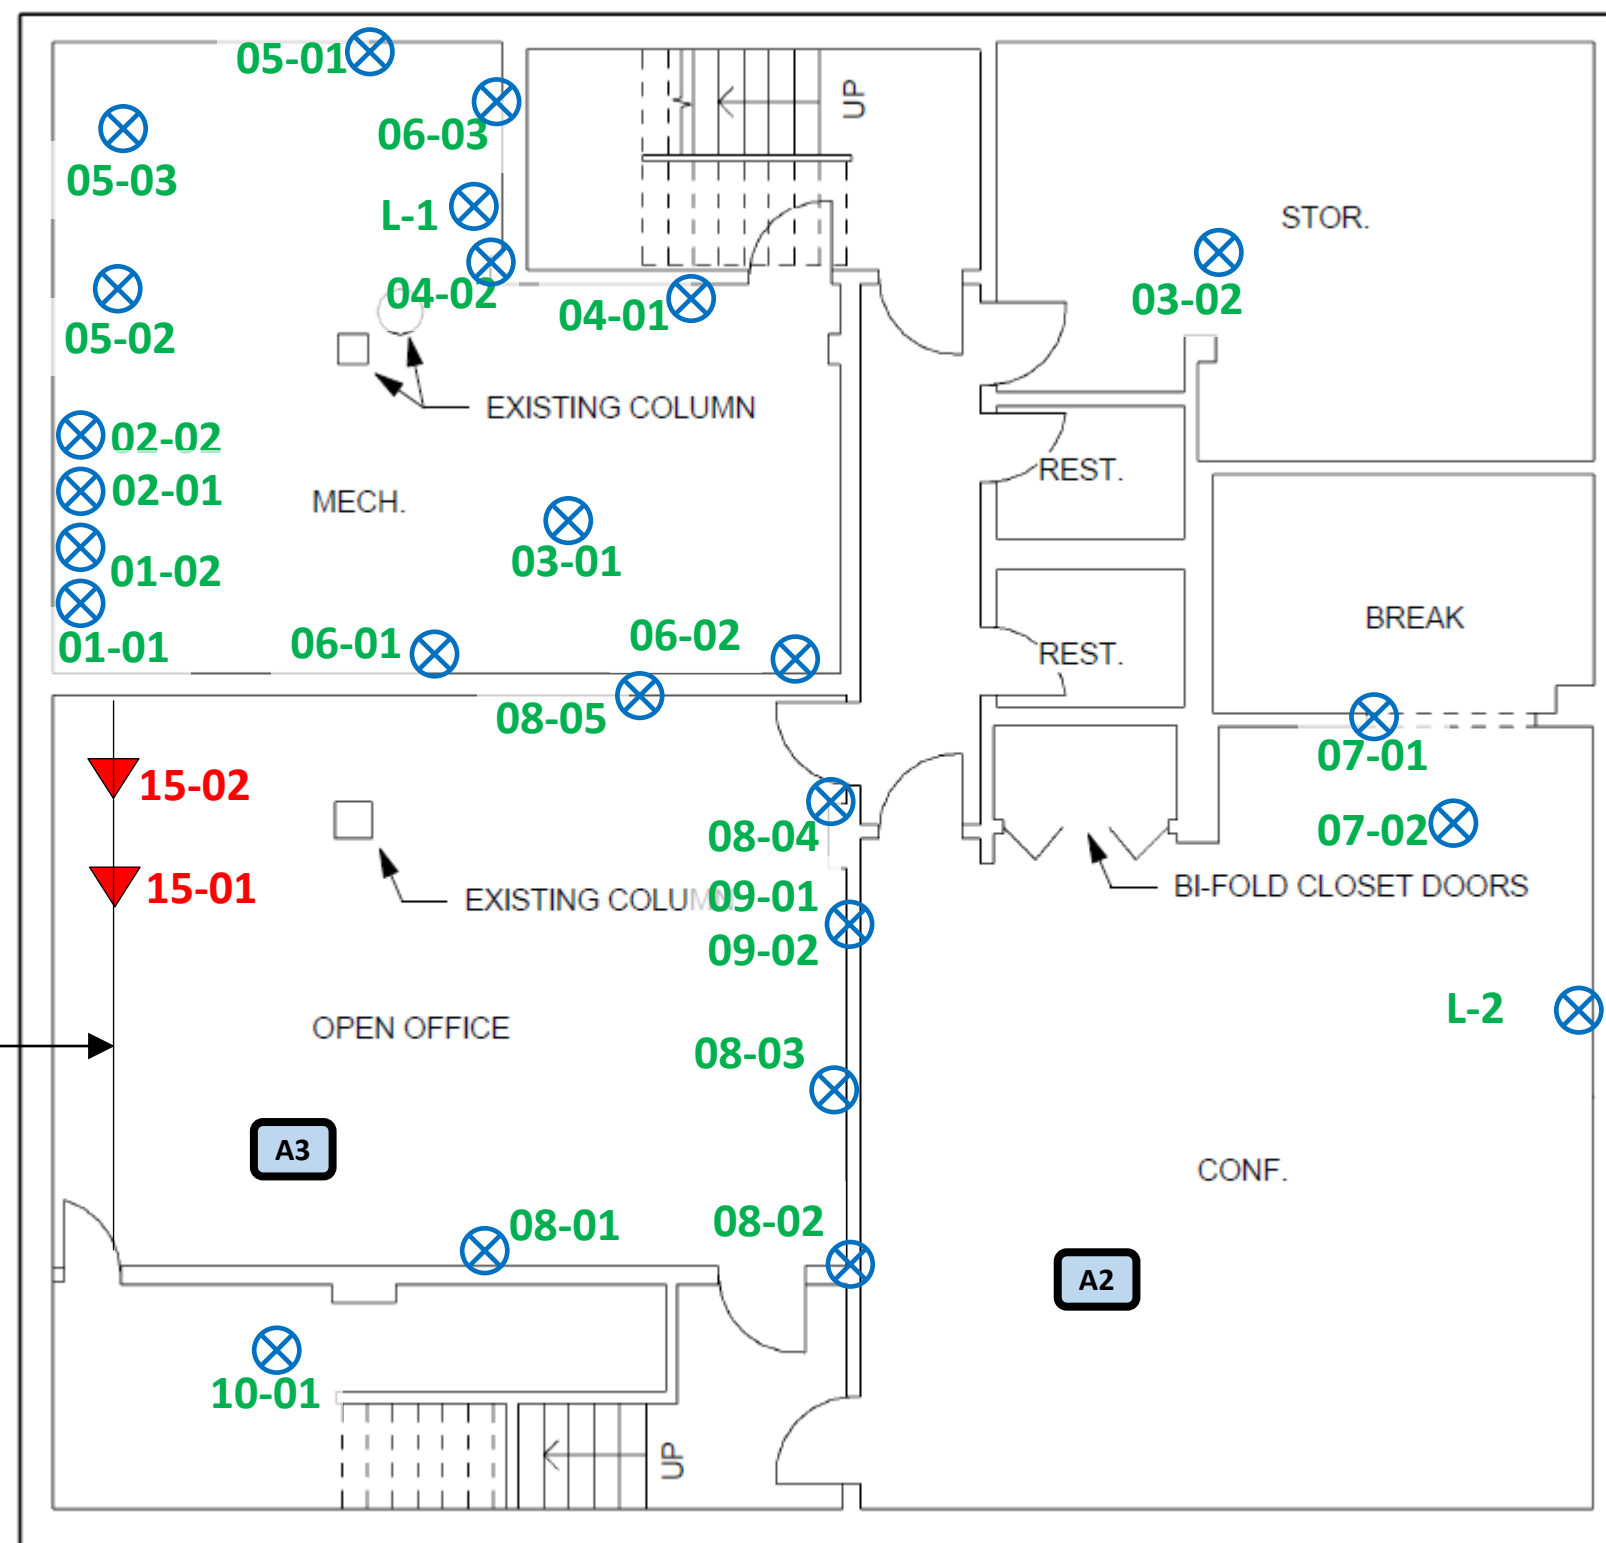 05-01
UP
06-03
05-03
L-1
STOR.
04-02
04-01
03-02
05-02
EXISTING COLUMN
02-02
REST.
02-01
MECH.
03-01
01-02
BREAK
01-01
06-01
06-02
REST.
08-05
07-01
15-02
08-04
07-02
15-01
EXISTING COLUMN
09-01
BI-FOLD CLOSET DOORS
09-02
L-2
OPEN OFFICE
08-03
A3
CONF.
08-01
08-02
A2
10-01
UP